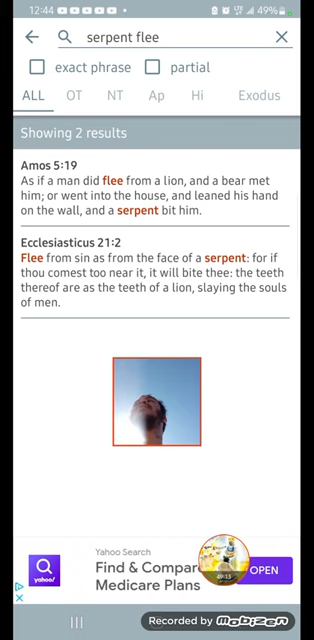 12:44 49%
serpent flee
exact phrase partial
ALL OT NT Ap Hi Exodus
Showing 2 results
Amos 5:19
As if a man did flee from a lion, and a bear met
him; or went into the house, and leaned his hand
on the wall, and a serpent bit him.
Ecclesiasticus 21:2
Flee from sin as from the face of a serpent: for if
thou comest too near it, it will bite thee: the teeth
thereof are as the teeth of a lion, slaying the souls
of men.
Yahoo Search
Find & Compar
Medicare Plans
yahoo!
49:13
OPEN
Recorded by Mobizen